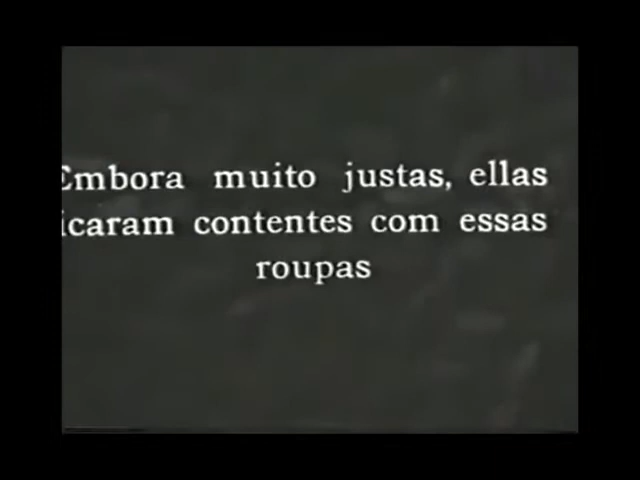 Embora muito justas, ellas
icaram contentes com essas
roupas